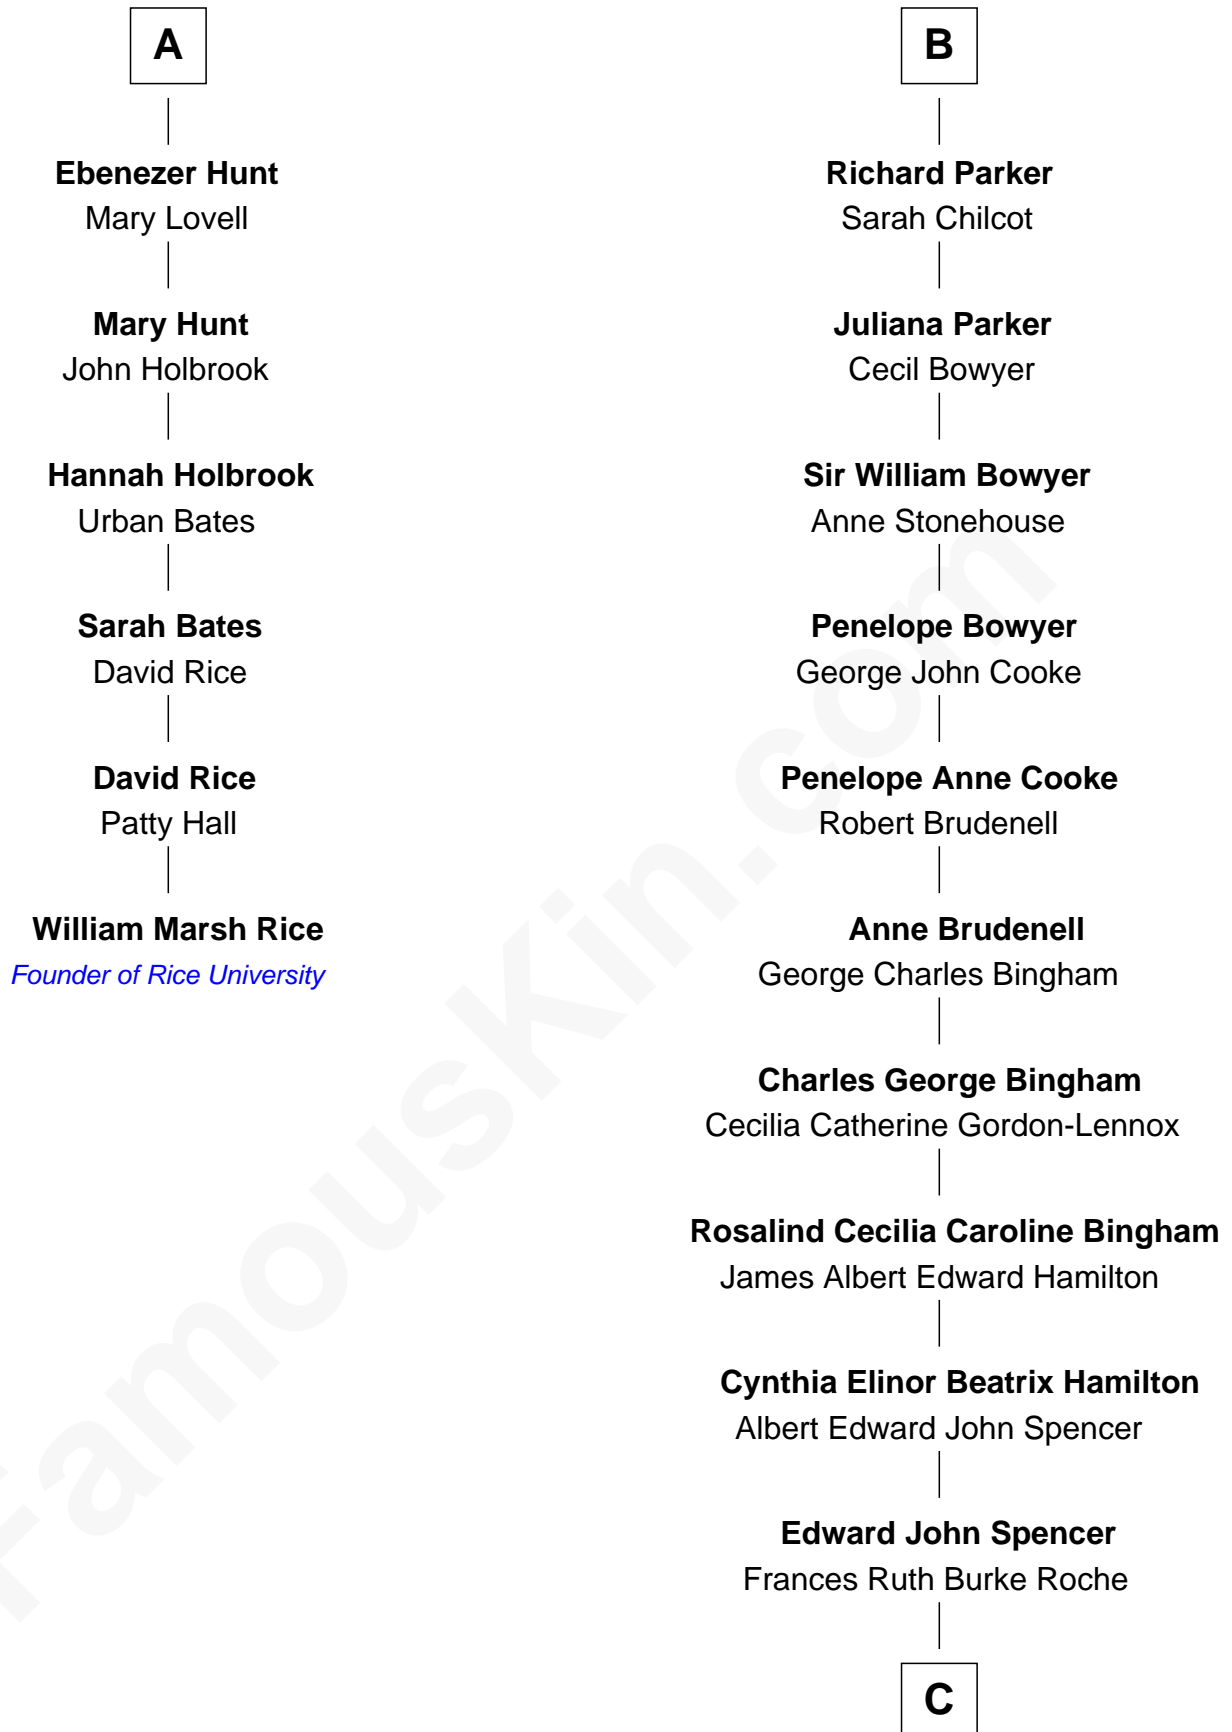 A
Ebenezer Hunt
Mary Lovell
Mary Hunt
John Holbrook
Hannah Holbrook
Urban Bates
Sarah Bates
David Rice
David Rice
Patty Hall
William Marsh Rice
Founder of Rice University
B
Richard Parker
Sarah Chilcot
Juliana Parker
Cecil Bowyer
Sir William Bowyer
Anne Stonehouse
Penelope Bowyer
George John Cooke
Penelope Anne Cooke
Robert Brudenell
Anne Brudenell
George Charles Bingham
Charles George Bingham
Cecilia Catherine Gordon-Lennox
Rosalind Cecilia Caroline Bingham
James Albert Edward Hamilton
Cynthia Elinor Beatrix Hamilton
Albert Edward John Spencer
Edward John Spencer
Frances Ruth Burke Roche
C
FamousKin.com